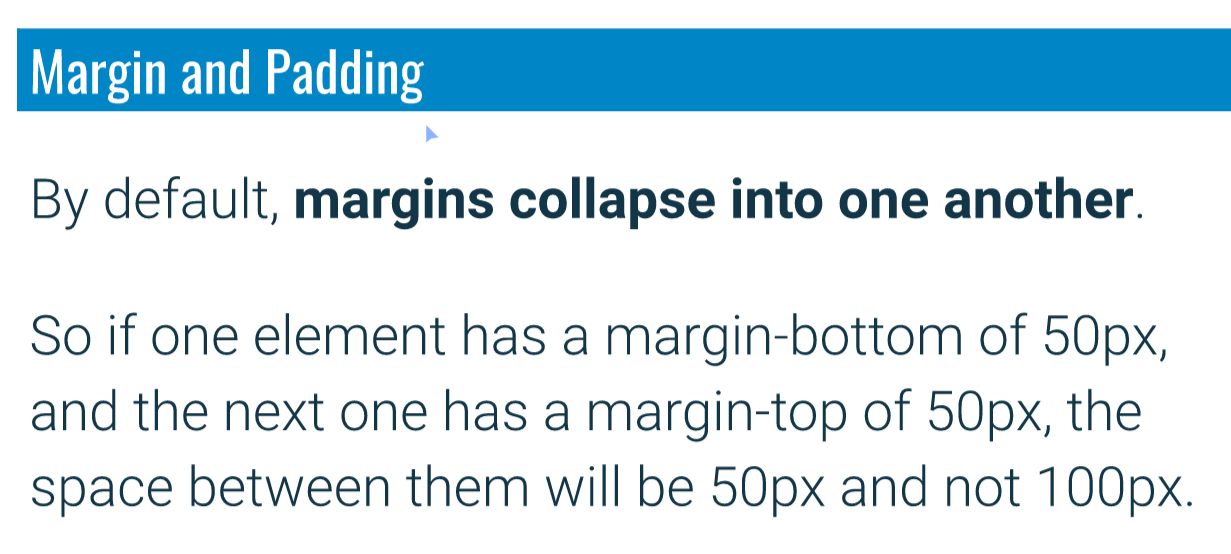 Margin and Padding
By default, margins collapse into one another.
So if one element has a margin-bottom of 50px,
and the next one has a margin-top of 50px, the
space between them will be 50px and not 100px.